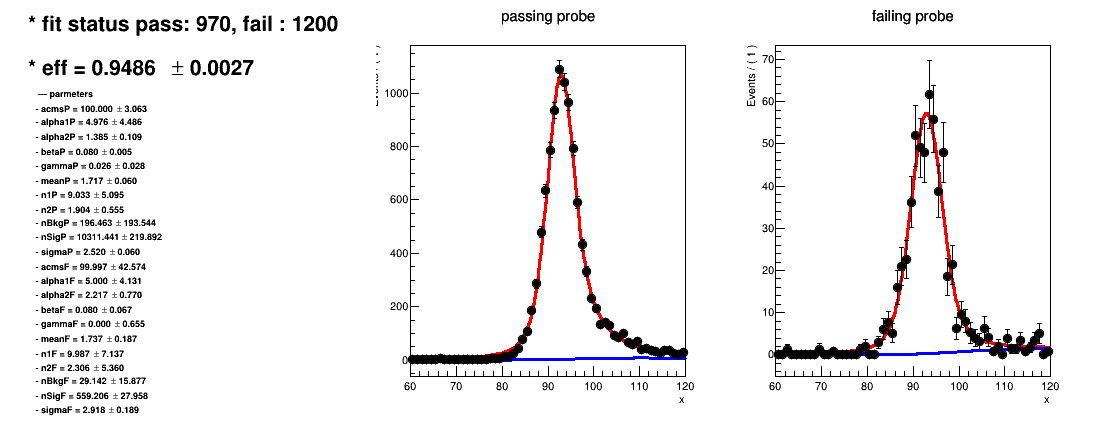 * fit status pass: 970, fail : 1200
* eff = 0.9486 ± 0.0027
--- parmeters
- acmsP = 100.000 ± 3.063
- alpha1P = 4.976 ± 4.486
- alpha2P = 1.385 ± 0.109
- betaP = 0.080 ± 0.005
- gammaP = 0.026 ± 0.028
- meanP = 1.717 ± 0.060
- n1P = 9.033 ± 5.095
- n2P = 1.904 ± 0.555
- nBkgP = 196.463 ± 193.544
- nSigP = 10311.441 ± 219.892
- sigmaP = 2.520 ± 0.060
- acmsF = 99.997 ± 42.574
- alpha1F = 5.000 ± 4.131
- alpha2F = 2.217 ± 0.770
- betaF = 0.080 ± 0.067
- gammaF = 0.000 ± 0.655
- meanF = 1.737 ± 0.187
- n1F = 9.987 ± 7.137
- n2F = 2.306 ± 5.360
- nBkgF = 29.142 ± 15.877
- nSigF = 559.206 ± 27.958
- sigmaF = 2.918 ± 0.189
passing probe
1000
800
600
400
200
0
60 70 80 90 100 110 120
x
failing probe
Events / ( 1 )
70
60
50
40
30
20
10
0
60 70 80 90 100 110 120
x